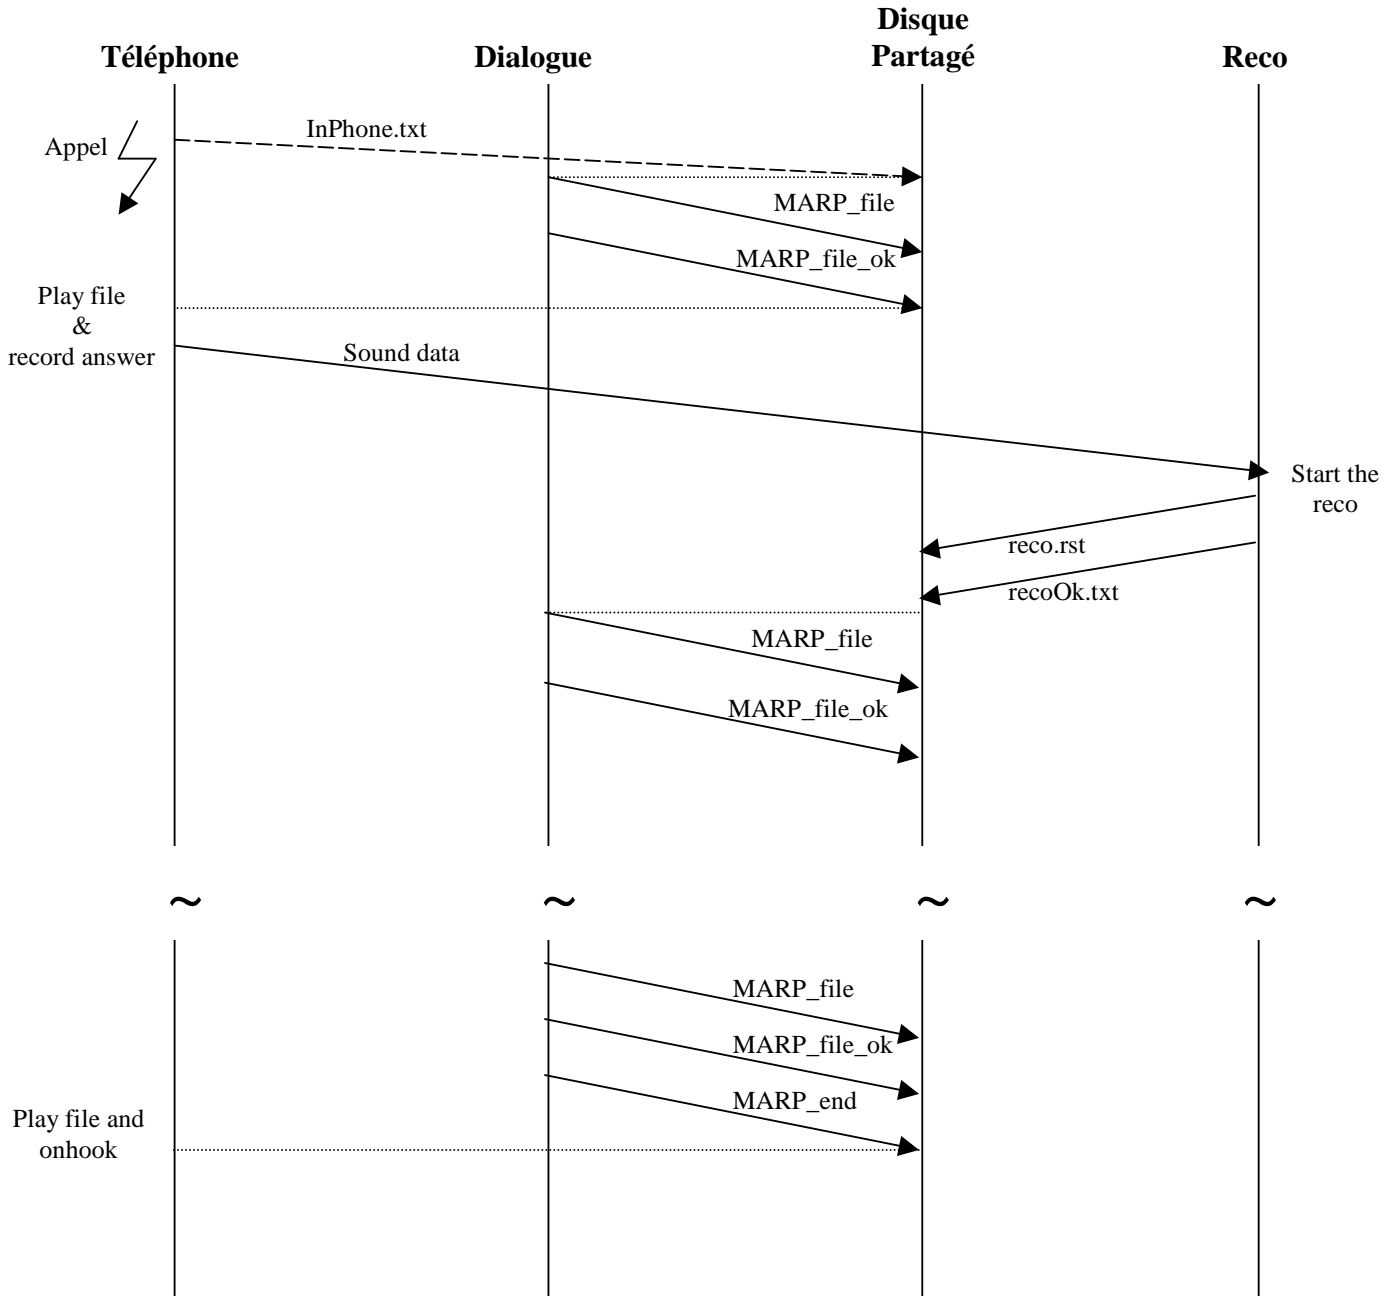 Disque
Partagé
Téléphone
Dialogue
Reco
InPhone.txt
Appel
MARP_file
MARP_file_ok
Play file
&
record answer
Sound data
Start the
reco
reco.rst
recoOk.txt
MARP_file
MARP_file_ok
~ ~ ~ ~
MARP_file
MARP_file_ok
MARP_end
Play file and
onhook